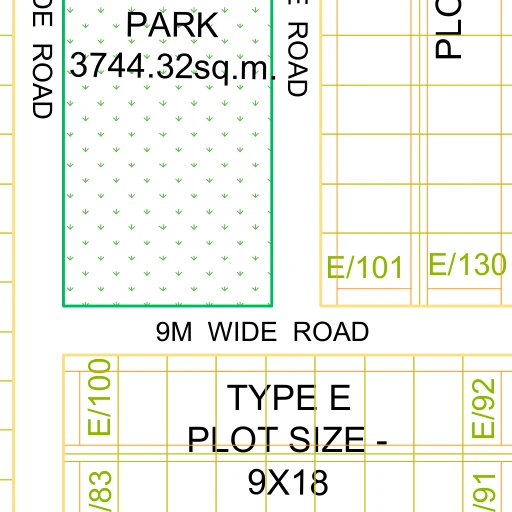 DE ROAD
PARK
3744.32sq.m.
E ROAD
PLO
E/101
E/130
9M WIDE ROAD
E/100
TYPE E
PLOT SIZE -
9X18
E/92
/83
/91